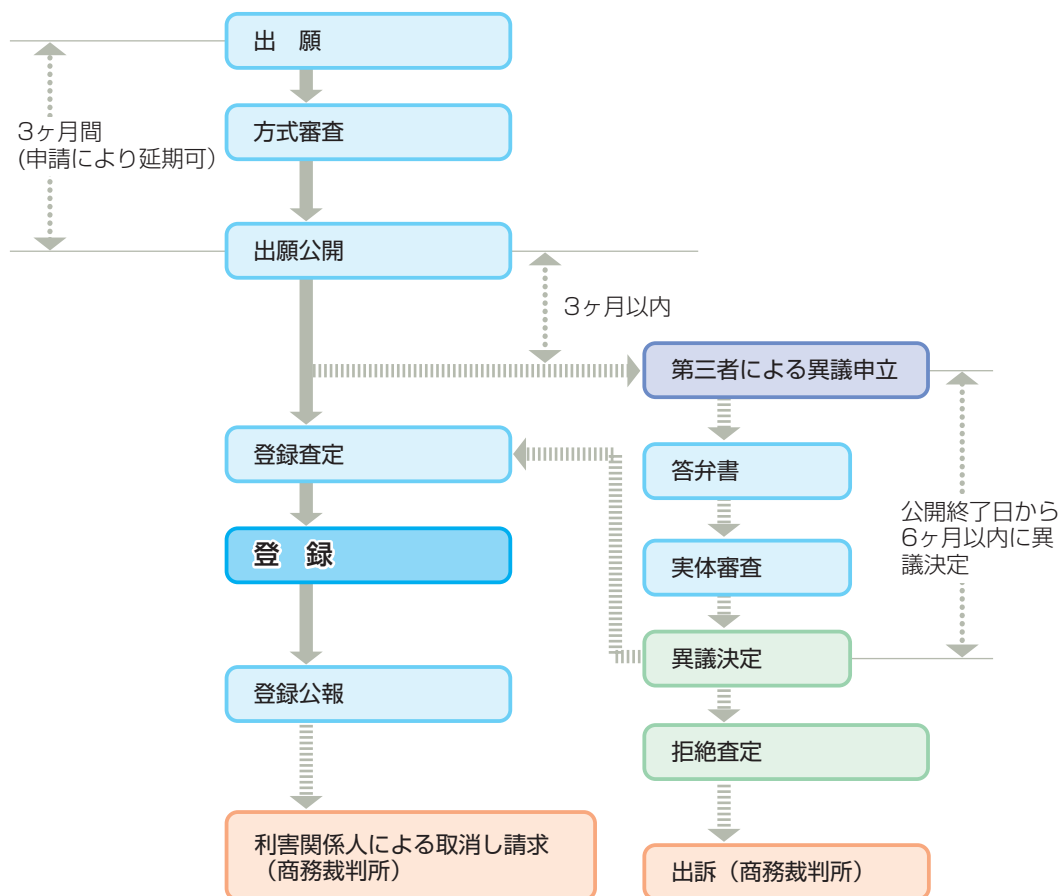 出　願
3ヶ月間
(申請により延期可)
方式審査
出願公開
3ヶ月以内
第三者による異議申立
登録査定
答弁書
公開終了日から
6ヶ月以内に異
議決定
登　録
実体審査
異議決定
登録公報
拒絶査定
利害関係人による取消し請求
（商務裁判所）
出訴（商務裁判所）